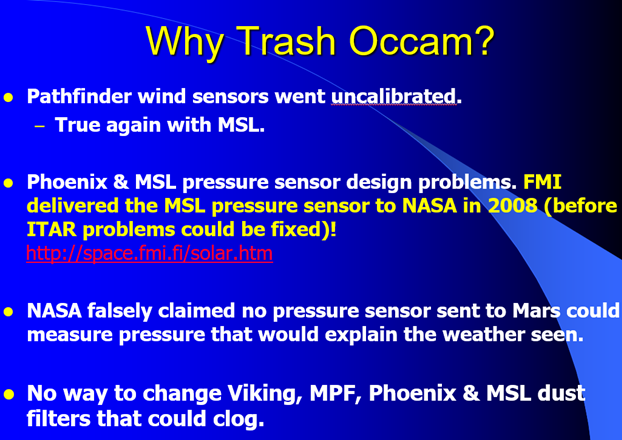 Why Trash Occam?
● Pathfinder wind sensors went uncalibrated.
– True again with MSL.
● Phoenix & MSL pressure sensor design problems. FMI
delivered the MSL pressure sensor to NASA in 2008 (before
ITAR problems could be fixed)!
http://space.fmi.fi/solar.htm
● NASA falsely claimed no pressure sensor sent to Mars could
measure pressure that would explain the weather seen.
● No way to change Viking, MPF, Phoenix & MSL dust
filters that could clog.